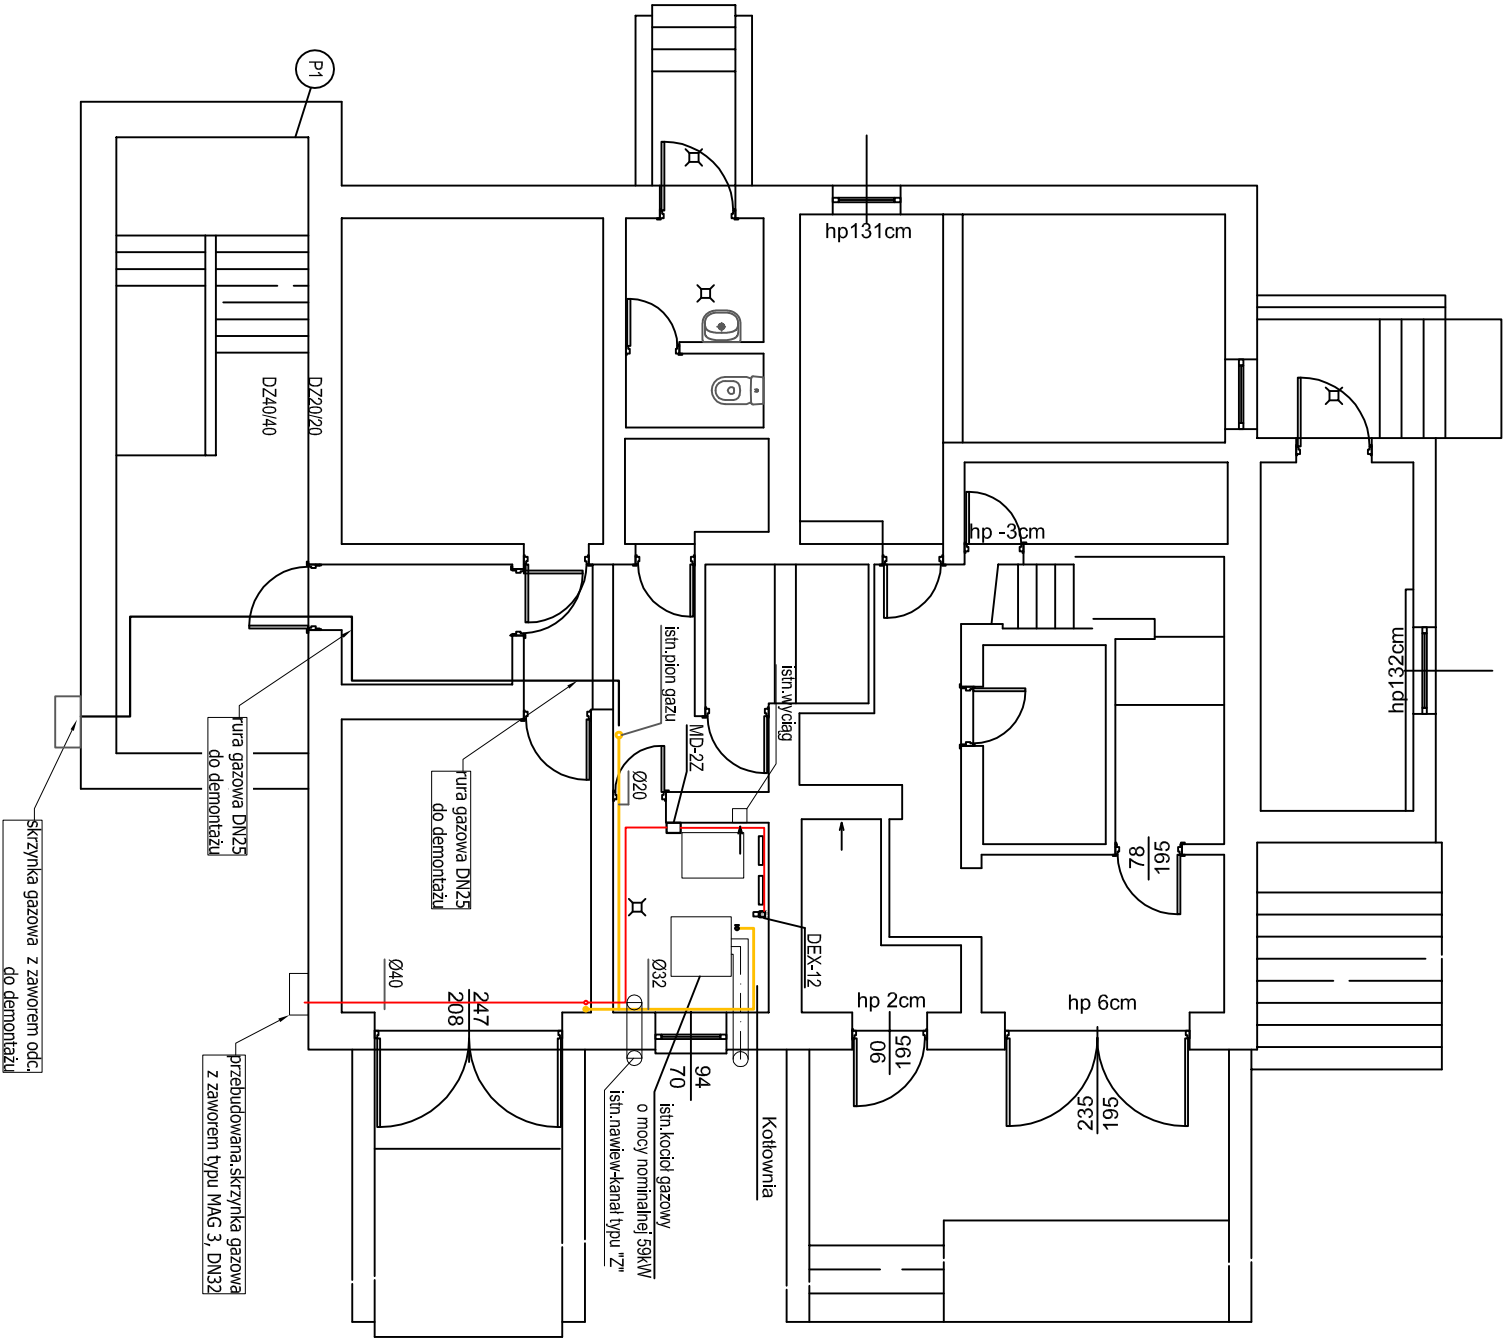 P1
hp131cm
DZ20/20
DZ40/40
hp -3cm
hp132cm
istn.pion gazu
istn.wyciąg
MD-2Z
Ø20
rura gazowa DN25
do demontażu
rura gazowa DN25
do demontażu
78
195
skrzynka gazowa z zaworem odc.
do demontażu
DEX-12
Ø40
Ø32
247
208
hp 2cm
hp 6cm
90
195
235
195
94
70
przebudowana.skrzynka gazowa
z zaworem typu MAG 3, DN32
istn.nawiew-kanał typu "Z"
istn.kocioł gazowy
o mocy nominalnej 59kW
Kotłownia